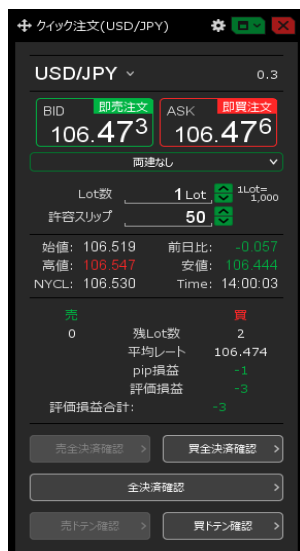 クイック注文(USD/JPY)
USD/JPY 0.3
BID 即売注文 ASK 即買注文
106.473 106.476
両建なし
Lot数 1 Lot 1Lot=1,000
許容スリップ 50
始値: 106.519 前日比: -0.057
高値: 106.547 安値: 106.444
NYCL: 106.530 Time: 14:00:03
売 買
0 残Lot数 2
平均レート 106.474
pip損益 -1
評価損益 -3
評価損益合計: -3
売全決済確認 > 買全決済確認 >
全決済確認 >
売ドテン確認 > 買ドテン確認 >